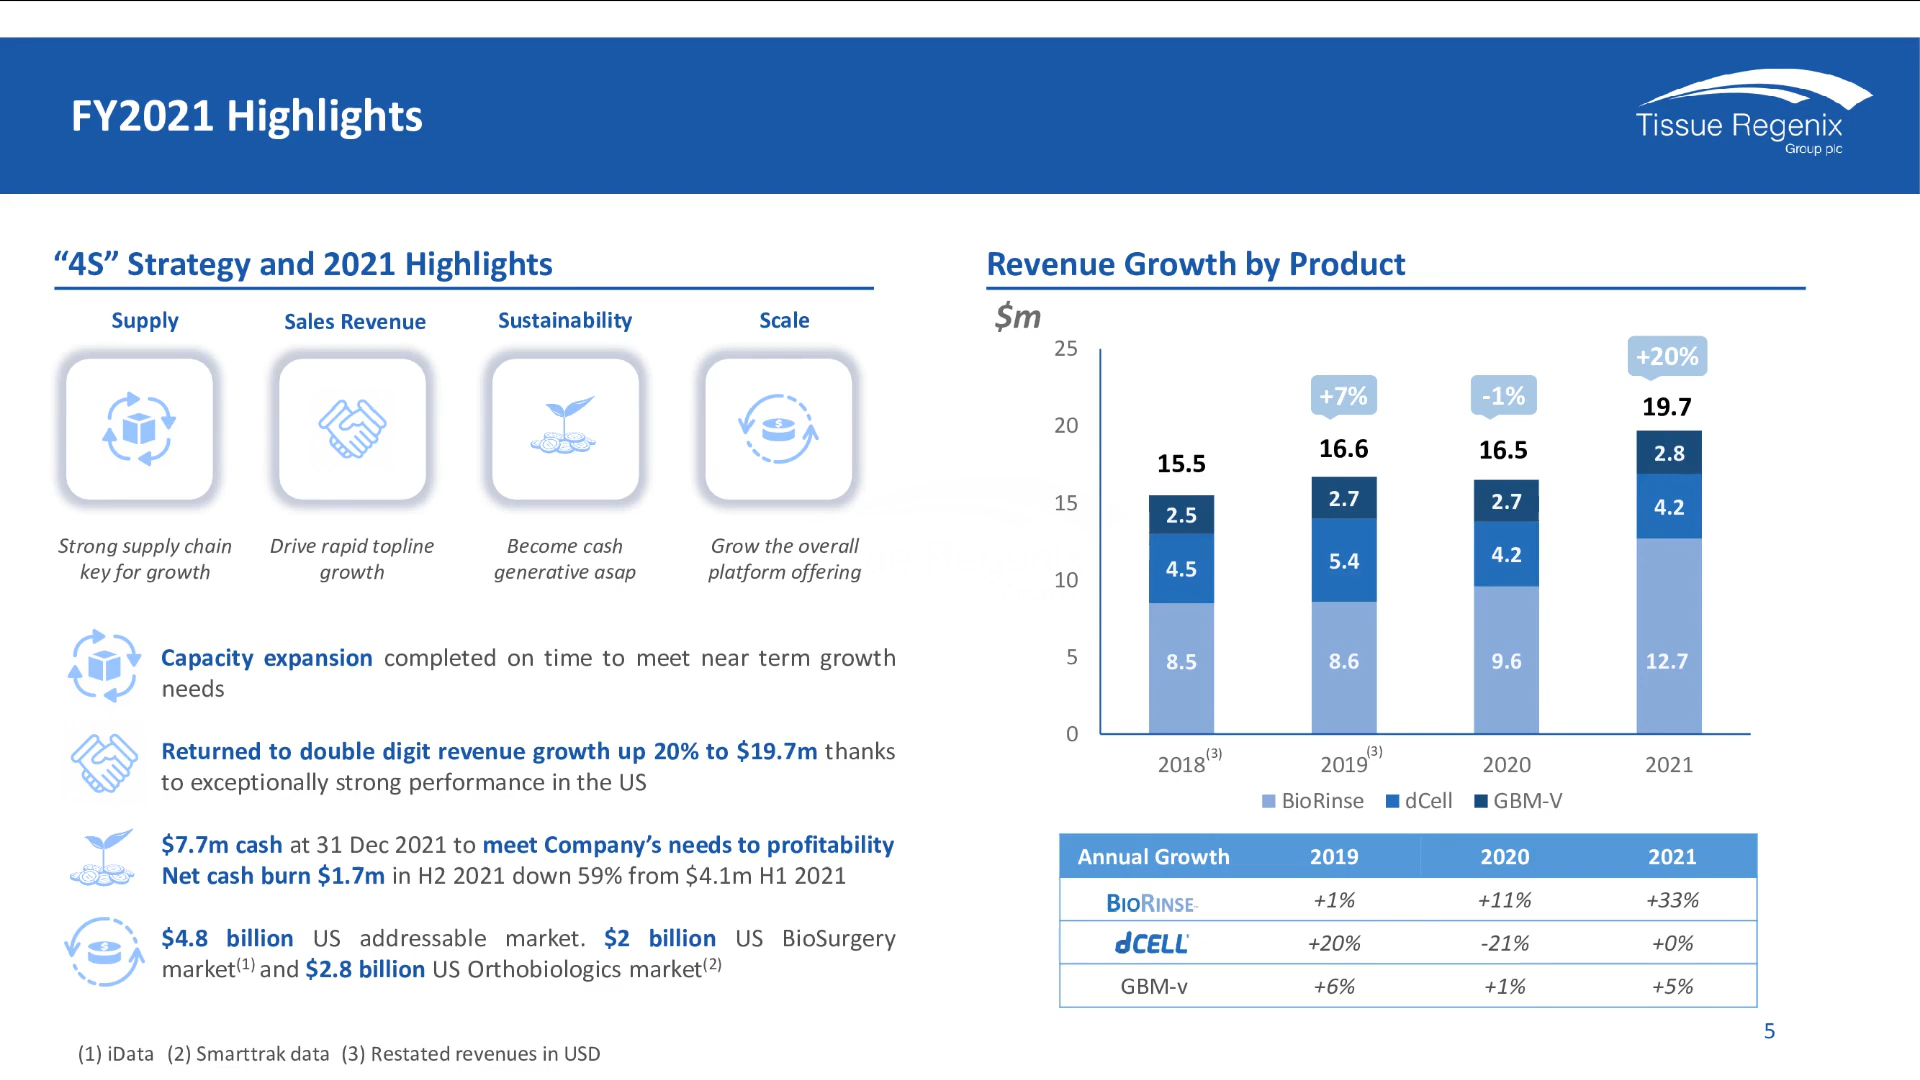 FY2021 Highlights
Tissue Regenix
Group plc
“4S” Strategy and 2021 Highlights
Supply
Sales Revenue
Sustainability
Scale
Strong supply chain
key for growth
Drive rapid topline
growth
Become cash
generative asap
Grow the overall
platform offering
Capacity expansion completed on time to meet near term growth
needs
Returned to double digit revenue growth up 20% to $19.7m thanks
to exceptionally strong performance in the US
$7.7m cash at 31 Dec 2021 to meet Company’s needs to profitability
Net cash burn $1.7m in H2 2021 down 59% from $4.1m H1 2021
$4.8 billion US addressable market. $2 billion US BioSurgery
market(1) and $2.8 billion US Orthobiologics market(2)
(1) iData (2) Smarttrak data (3) Restated revenues in USD
Revenue Growth by Product
$m
25
20
15
10
5
0
+7%
-1%
+20%
15.5
16.6
16.5
19.7
2.5
2.7
2.7
2.8
4.5
5.4
4.2
4.2
8.5
8.6
9.6
12.7
2018(3)
2019(3)
2020
2021
BioRinse dCell GBM-V
Annual Growth 2019 2020 2021
BIORINSE +1% +11% +33%
dCELL +20% -21% +0%
GBM-v +6% +1% +5%
5